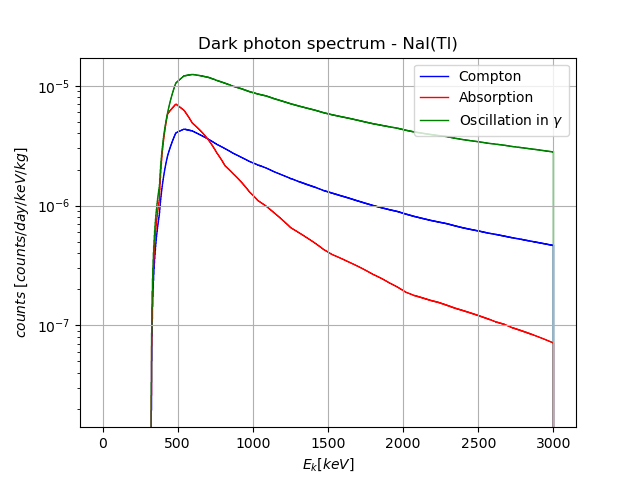 Dark photon spectrum - NaI(Tl)
Compton
Absorption
Oscillation in γ
counts [counts/day/keV/kg]
10⁻⁵
10⁻⁶
10⁻⁷
0 500 1000 1500 2000 2500 3000
E_k[keV]